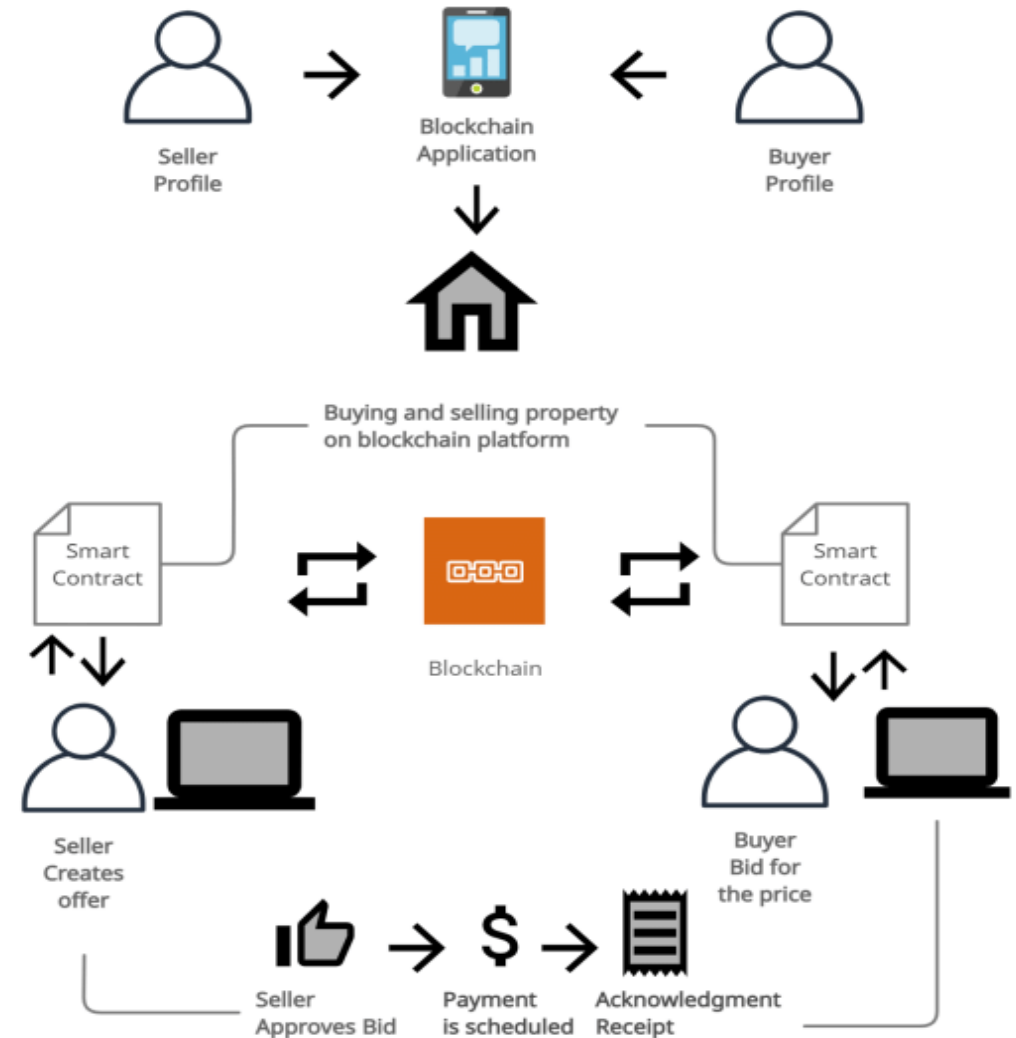 Seller
Profile
Blockchain
Application
Buyer
Profile
Buying and selling property
on blockchain platform
Smart
Contract
Blockchain
Smart
Contract
Seller
Creates
offer
Buyer
Bid for
the price
Seller
Approves Bid
Payment
is scheduled
Acknowledgment
Receipt